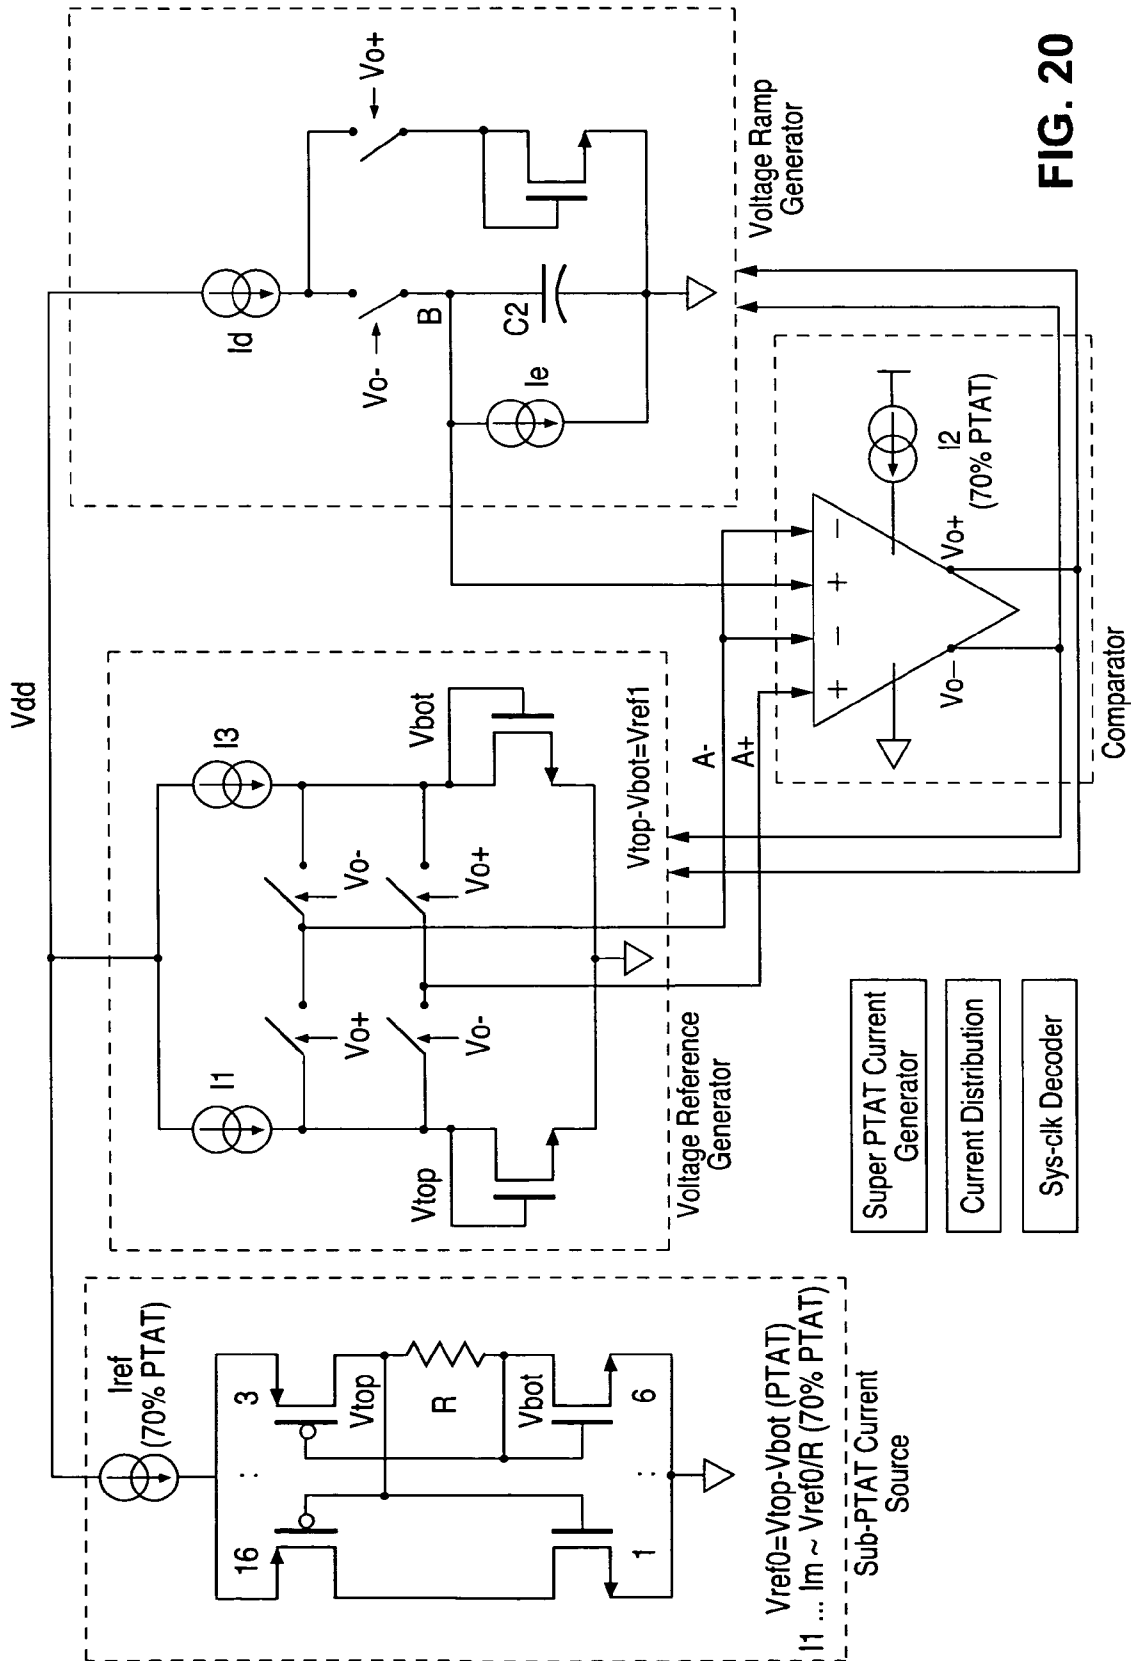 Vdd
Iref
(70% PTAT)
16
3
Vtop
R
Vbot
1
6
Vref0=Vtop-Vbot (PTAT)
I1 ... Im ~ Vref0/R (70% PTAT)
Sub-PTAT Current
Source
I1
I3
Vo+
Vo-
Vo-
Vo+
Vtop
Vbot
Vtop-Vbot=Vref1
Voltage Reference
Generator
A-
A+
Id
Vo-
Vo+
B
C2
Ie
Voltage Ramp
Generator
+
−
+
−
I2
(70% PTAT)
Vo−
Vo+
Comparator
Super PTAT Current
Generator
Current Distribution
Sys-clk Decoder
FIG. 20